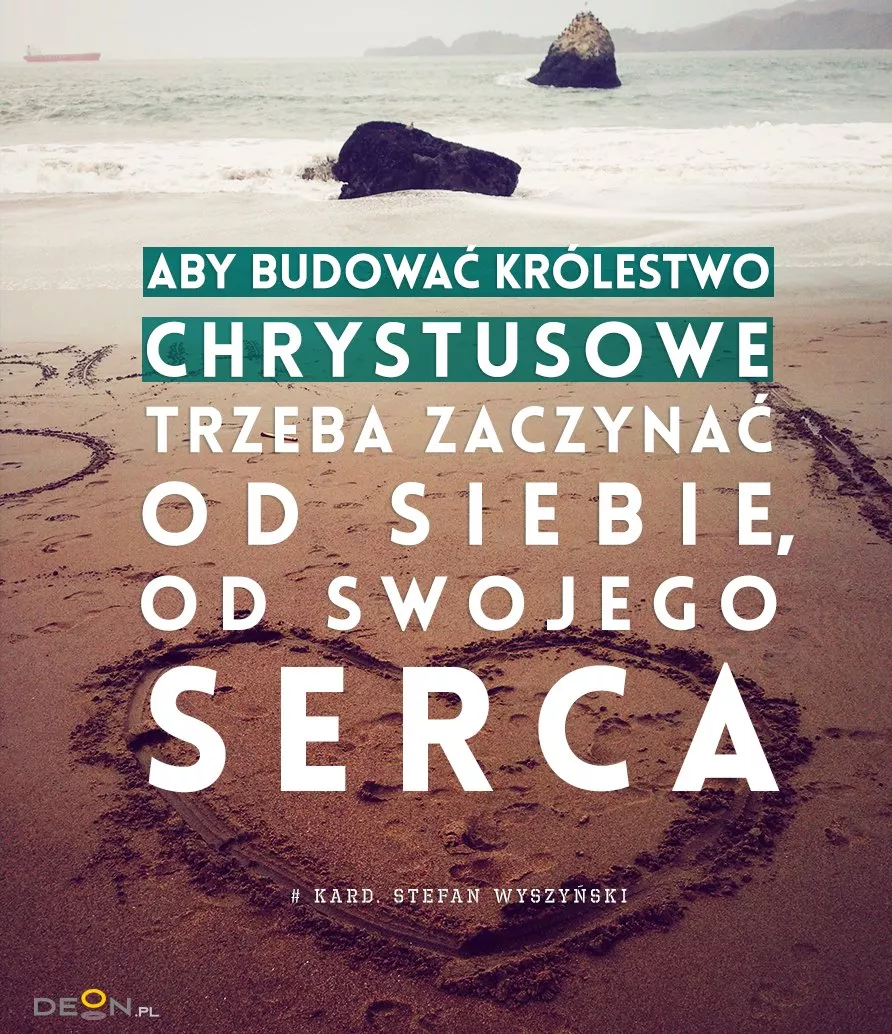 ABY BUDOWAĆ KRÓLESTWO
CHRYSTUSOWE
TRZEBA ZACZYNAĆ
OD SIEBIE,
OD SWOJEGO
SERCA
# KARD. STEFAN WYSZYŃSKI
DEON.PL